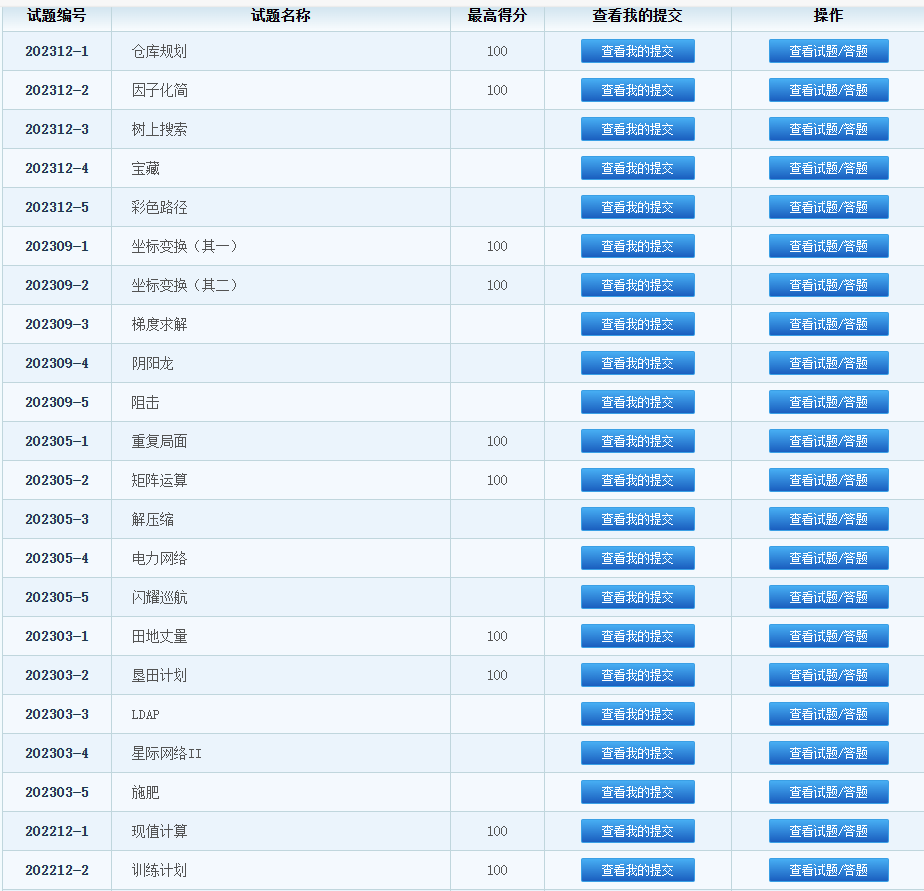 试题编号 试题名称 最高得分 查看我的提交 操作
202312-1 仓库规划 100 查看我的提交 查看试题/答题
202312-2 因子化简 100 查看我的提交 查看试题/答题
202312-3 树上搜索 查看我的提交 查看试题/答题
202312-4 宝藏 查看我的提交 查看试题/答题
202312-5 彩色路径 查看我的提交 查看试题/答题
202309-1 坐标变换（其一） 100 查看我的提交 查看试题/答题
202309-2 坐标变换（其二） 100 查看我的提交 查看试题/答题
202309-3 梯度求解 查看我的提交 查看试题/答题
202309-4 阴阳龙 查看我的提交 查看试题/答题
202309-5 阻击 查看我的提交 查看试题/答题
202305-1 重复局面 100 查看我的提交 查看试题/答题
202305-2 矩阵运算 100 查看我的提交 查看试题/答题
202305-3 解压缩 查看我的提交 查看试题/答题
202305-4 电力网络 查看我的提交 查看试题/答题
202305-5 闪耀巡航 查看我的提交 查看试题/答题
202303-1 田地丈量 100 查看我的提交 查看试题/答题
202303-2 垦田计划 100 查看我的提交 查看试题/答题
202303-3 LDAP 查看我的提交 查看试题/答题
202303-4 星际网络II 查看我的提交 查看试题/答题
202303-5 施肥 查看我的提交 查看试题/答题
202212-1 现值计算 100 查看我的提交 查看试题/答题
202212-2 训练计划 100 查看我的提交 查看试题/答题